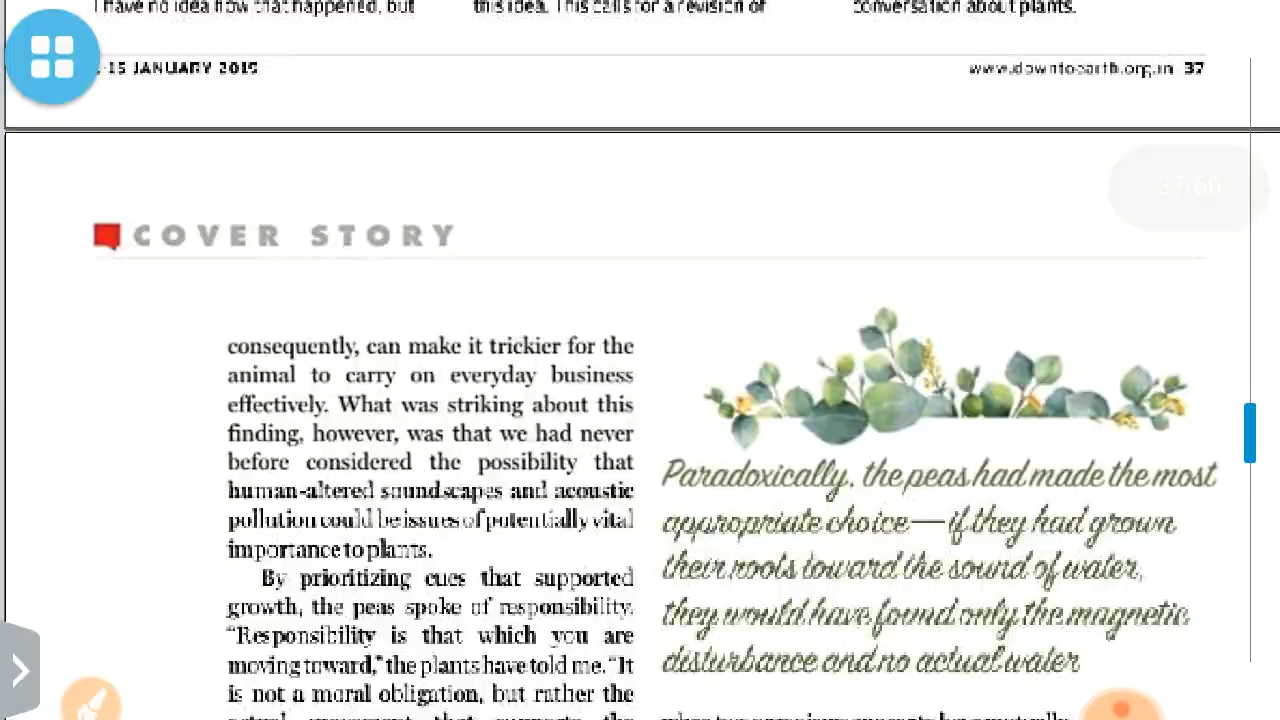 I have no idea how that happened, but
this idea. This calls for a revision of
conversation about plants.
-15 JANUARY 2015
www.downtoearth.org.in 37
37/60
COVER STORY
consequently, can make it trickier for the
animal to carry on everyday business
effectively. What was striking about this
finding, however, was that we had never
before considered the possibility that
human-altered soundscapes and acoustic
pollution could be issues of potentially vital
importance to plants.
By prioritizing cues that supported
growth, the peas spoke of responsibility.
“Responsibility is that which you are
moving toward,” the plants have told me. “It
is not a moral obligation, but rather the
Paradoxically, the peas had made the most
appropriate choice—if they had grown
their roots toward the sound of water,
they would have found only the magnetic
disturbance and no actual water